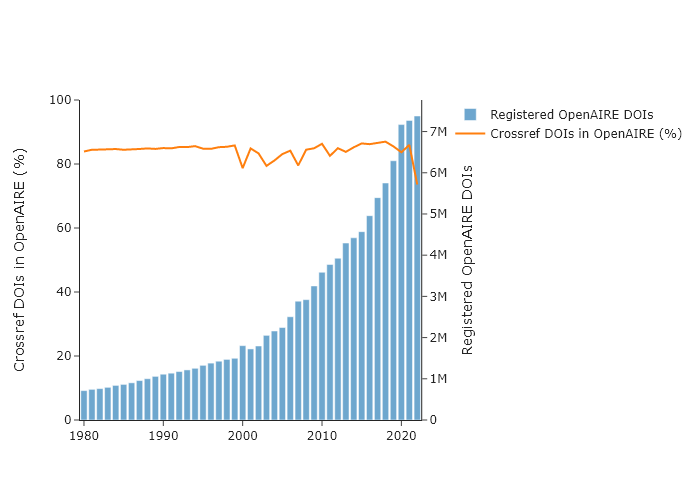 100
80
60
40
20
0
Crossref DOIs in OpenAIRE (%)
1980
1990
2000
2010
2020
7M
6M
5M
4M
3M
2M
1M
0
Registered OpenAIRE DOIs
Registered OpenAIRE DOIs
Crossref DOIs in OpenAIRE (%)